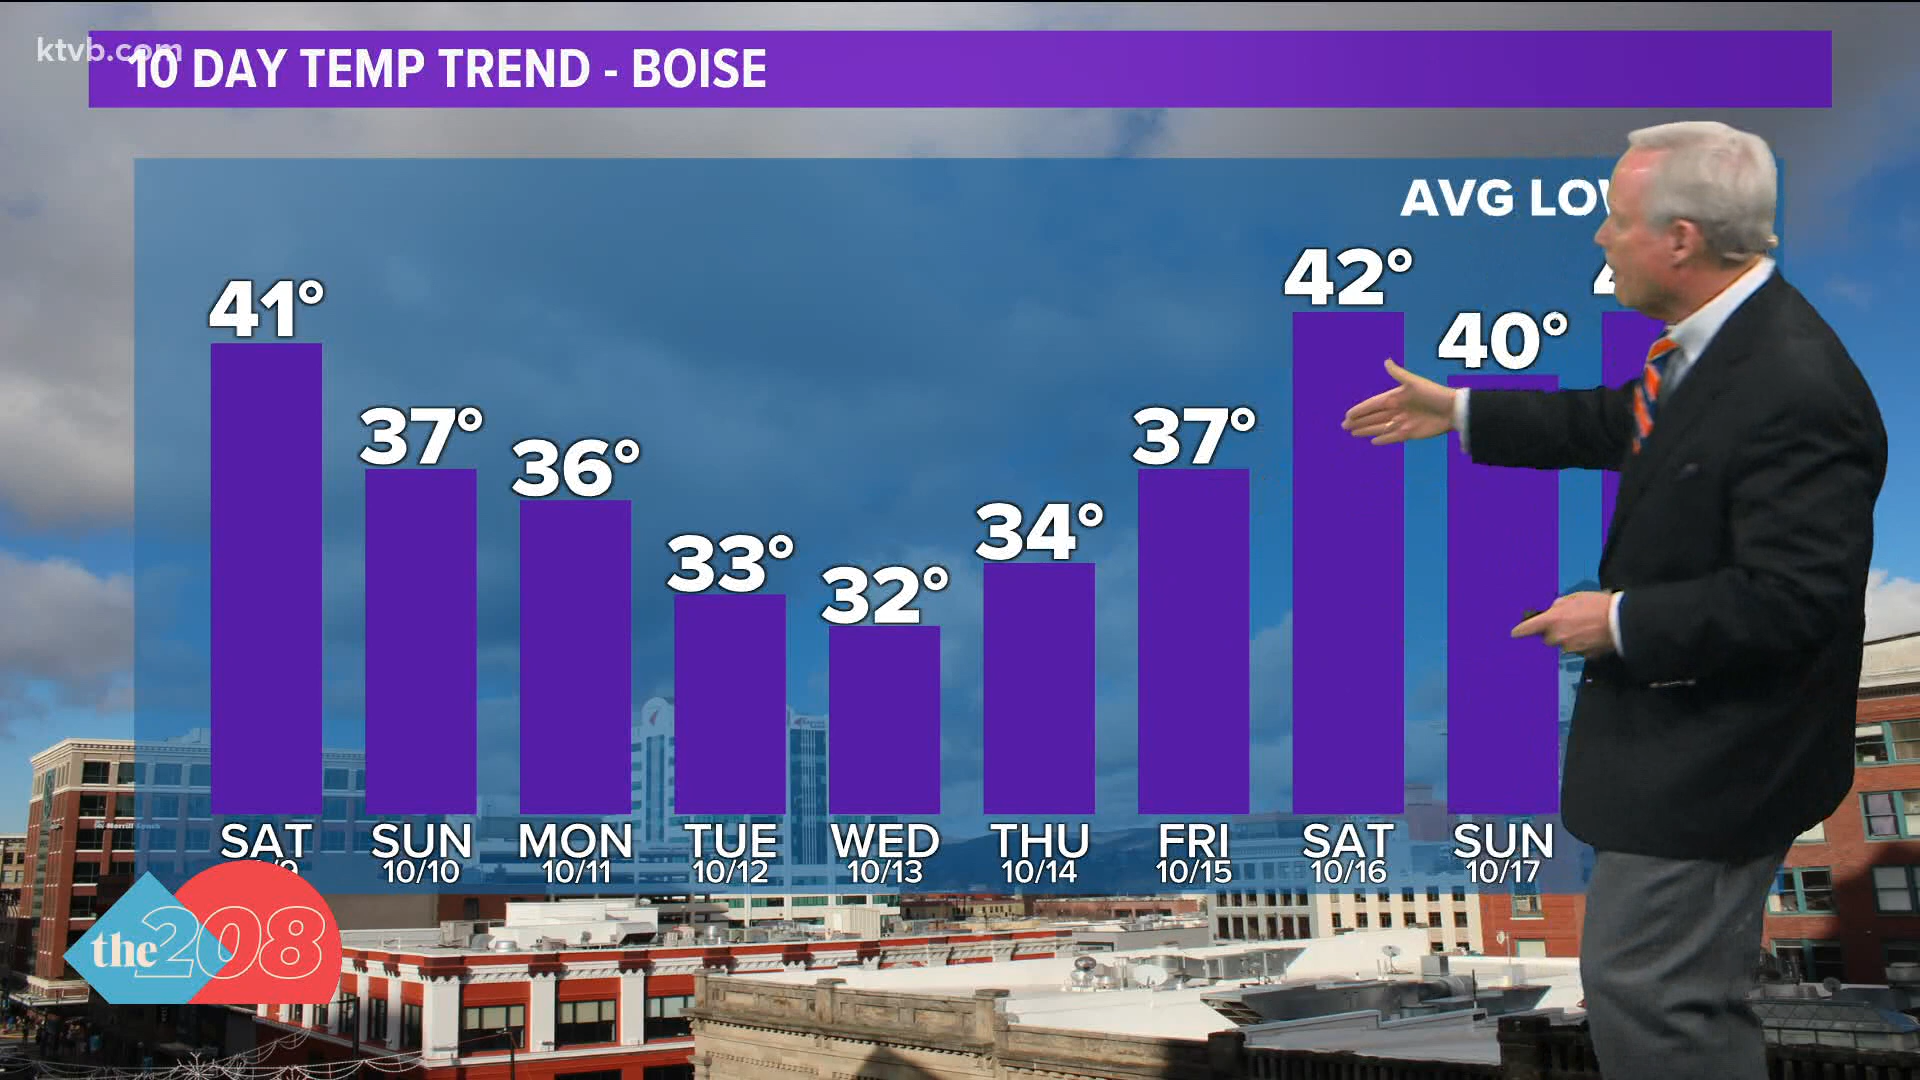 ktvb.com
10 DAY TEMP TREND - BOISE
AVG LOW
41° 37° 36° 33° 32° 34° 37° 42° 40°
SAT SUN MON TUE WED THU FRI SAT SUN
10/10 10/11 10/12 10/13 10/14 10/15 10/16 10/17
the 208